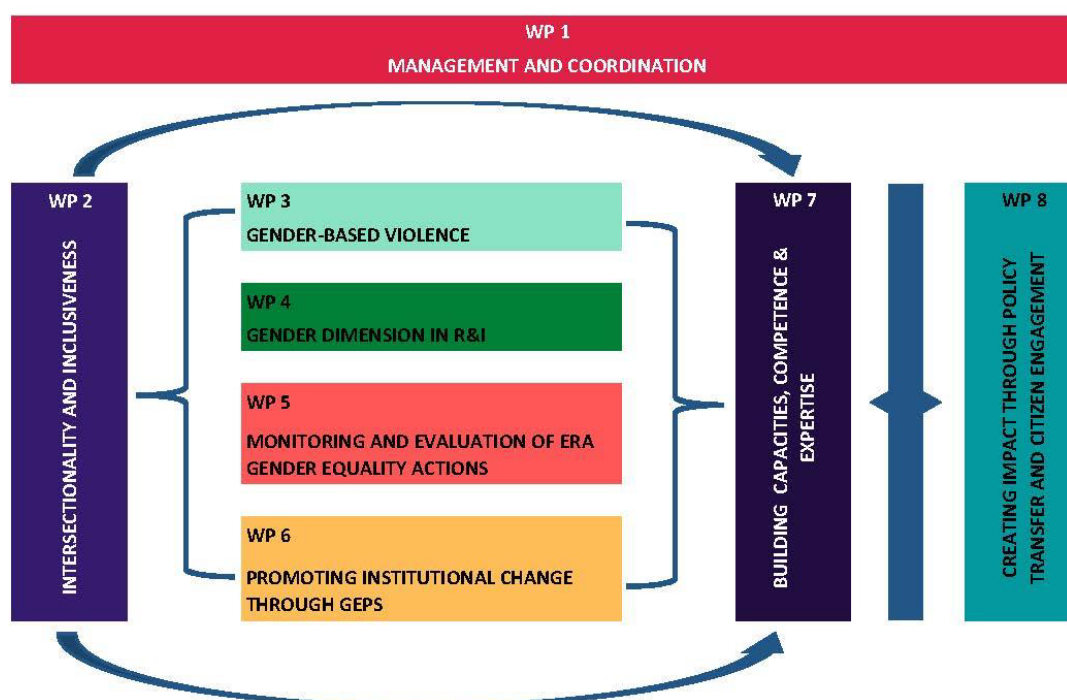 WP 1
MANAGEMENT AND COORDINATION
WP 2
INTERSECTIONALITY AND INCLUSIVENESS
WP 3
GENDER-BASED VIOLENCE
WP 4
GENDER DIMENSION IN R&I
WP 5
MONITORING AND EVALUATION OF ERA
GENDER EQUALITY ACTIONS
WP 6
PROMOTING INSTITUTIONAL CHANGE
THROUGH GEPS
WP 7
BUILDING CAPACITIES, COMPETENCE &
EXPERTISE
WP 8
CREATING IMPACT THROUGH POLICY
TRANSFER AND CITIZEN ENGAGEMENT